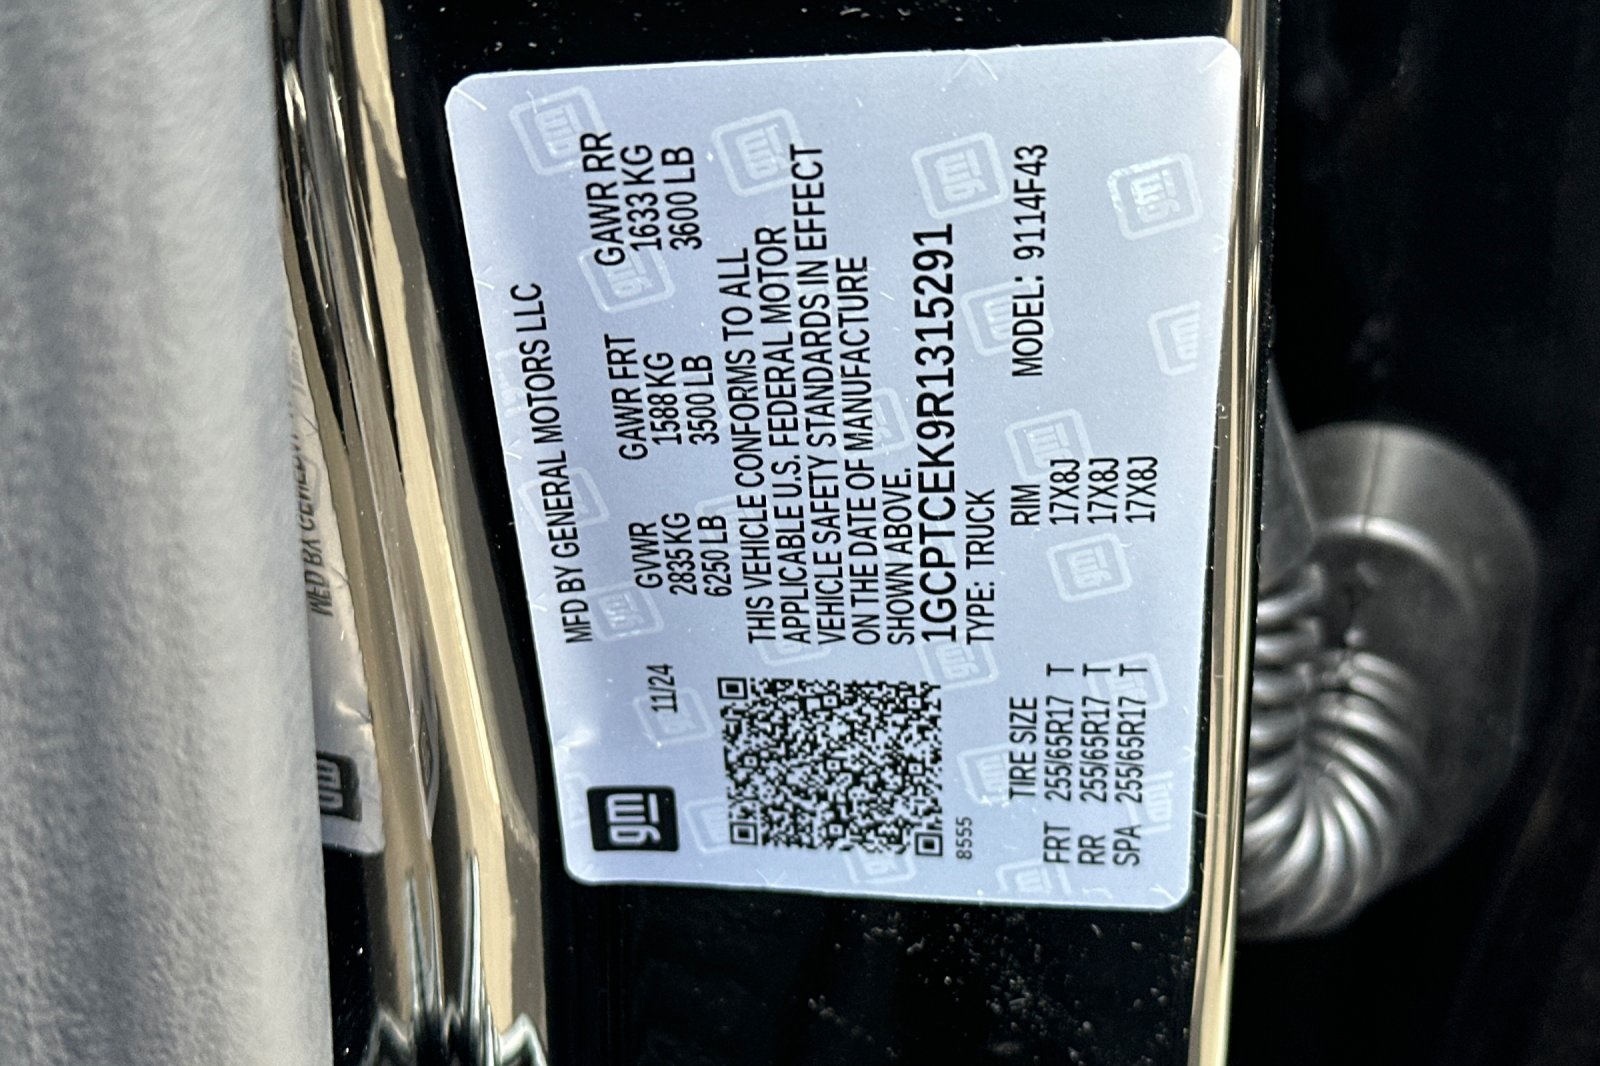 gm
11/24
MFD BY GENERAL MOTORS LLC
GVWR GAWR FRT GAWR RR
2835 KG 1588 KG 1633 KG
6250 LB 3500 LB 3600 LB
THIS VEHICLE CONFORMS TO ALL
APPLICABLE U.S. FEDERAL MOTOR
VEHICLE SAFETY STANDARDS IN EFFECT
ON THE DATE OF MANUFACTURE
SHOWN ABOVE.
1GCPTCEK9R1315291
TYPE: TRUCK
8555
MODEL: 9114F43
TIRE SIZE RIM
FRT 255/65R17 T 17X8J
RR 255/65R17 T 17X8J
SPA 255/65R17 T 17X8J